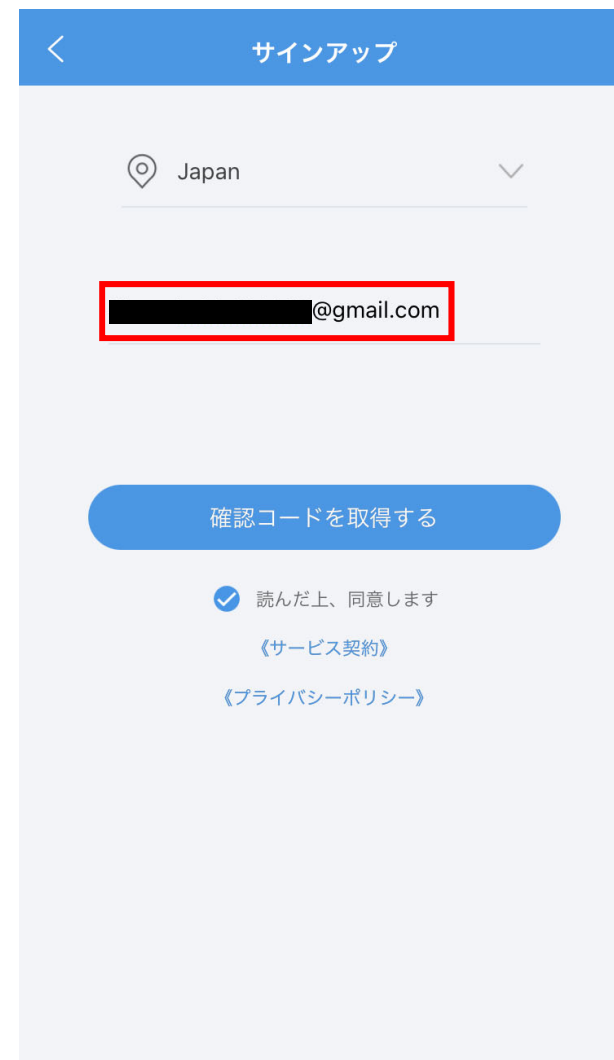 サインアップ
Japan
@gmail.com
確認コードを取得する
読んだ上、同意します
《サービス契約》
《プライバシーポリシー》